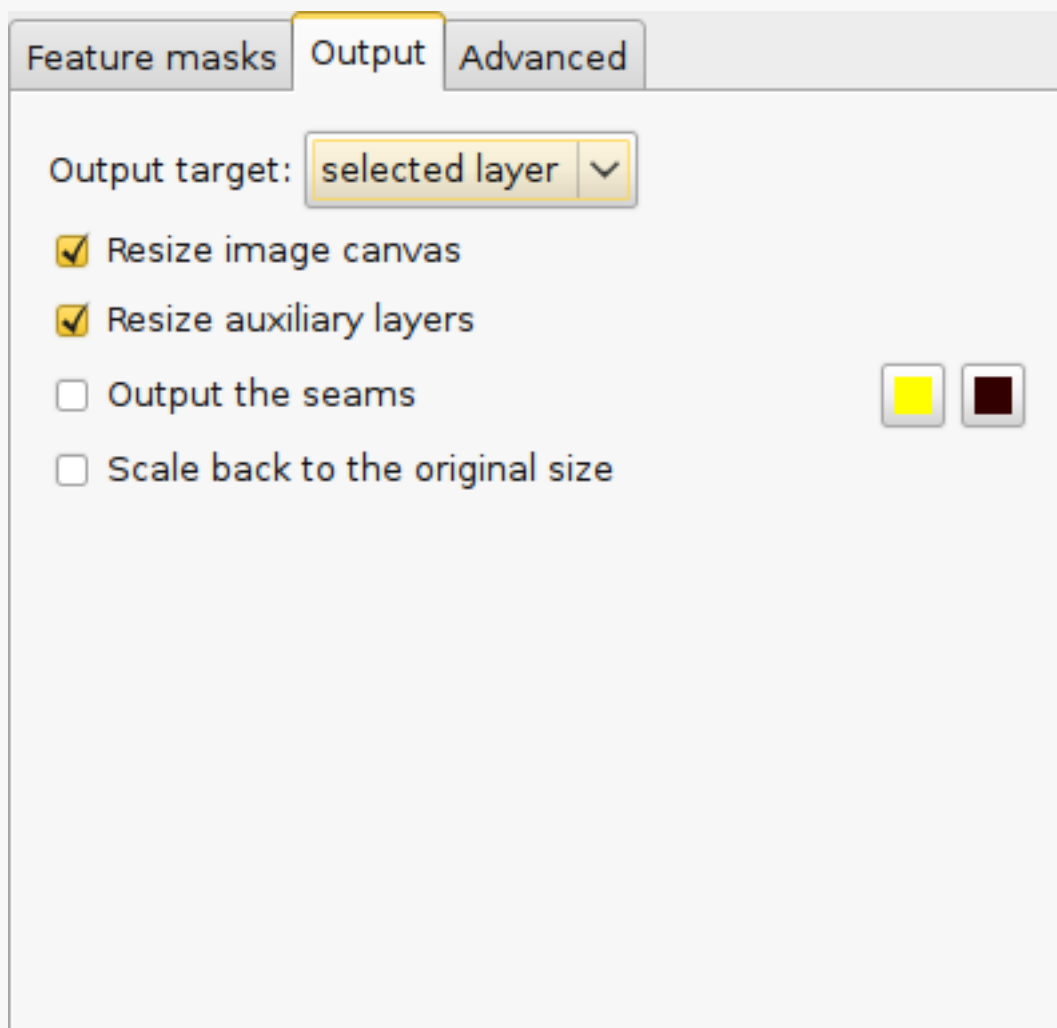 Feature masks Output Advanced
Output target: selected layer
Resize image canvas
Resize auxiliary layers
Output the seams
Scale back to the original size